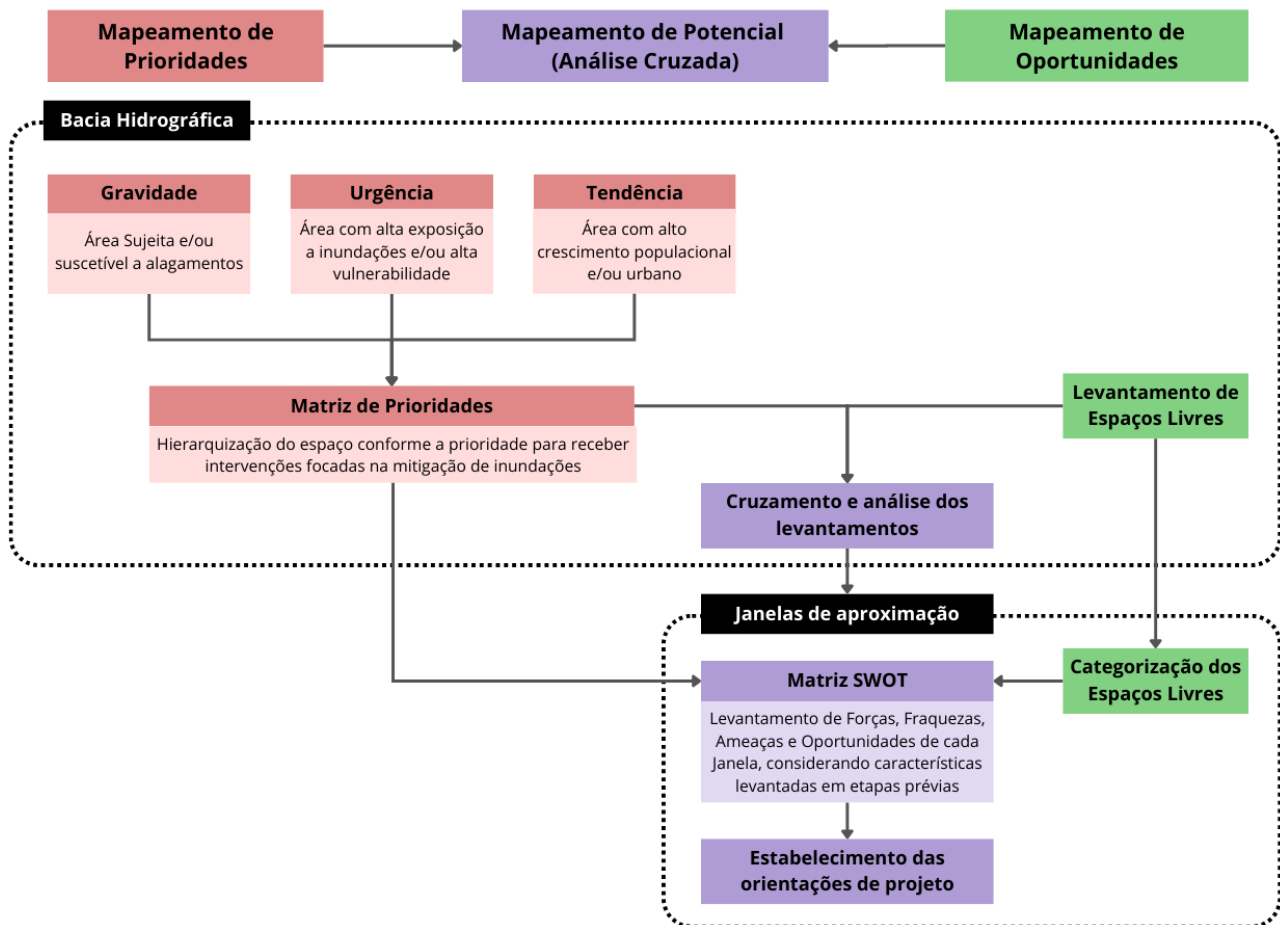 Mapeamento de
Prioridades
Mapeamento de Potencial
(Análise Cruzada)
Mapeamento de
Oportunidades
Bacia Hidrográfica
Gravidade
Área Sujeita e/ou
suscetível a alagamentos
Urgência
Área com alta exposição
a inundações e/ou alta
vulnerabilidade
Tendência
Área com alto
crescimento populacional
e/ou urbano
Matriz de Prioridades
Hierarquização do espaço conforme a prioridade para receber
intervenções focadas na mitigação de inundações
Levantamento de
Espaços Livres
Cruzamento e análise dos
levantamentos
Janelas de aproximação
Matriz SWOT
Levantamento de Forças, Fraquezas,
Ameaças e Oportunidades de cada
Janela, considerando características
levantadas em etapas prévias
Categorização dos
Espaços Livres
Estabelecimento das
orientações de projeto